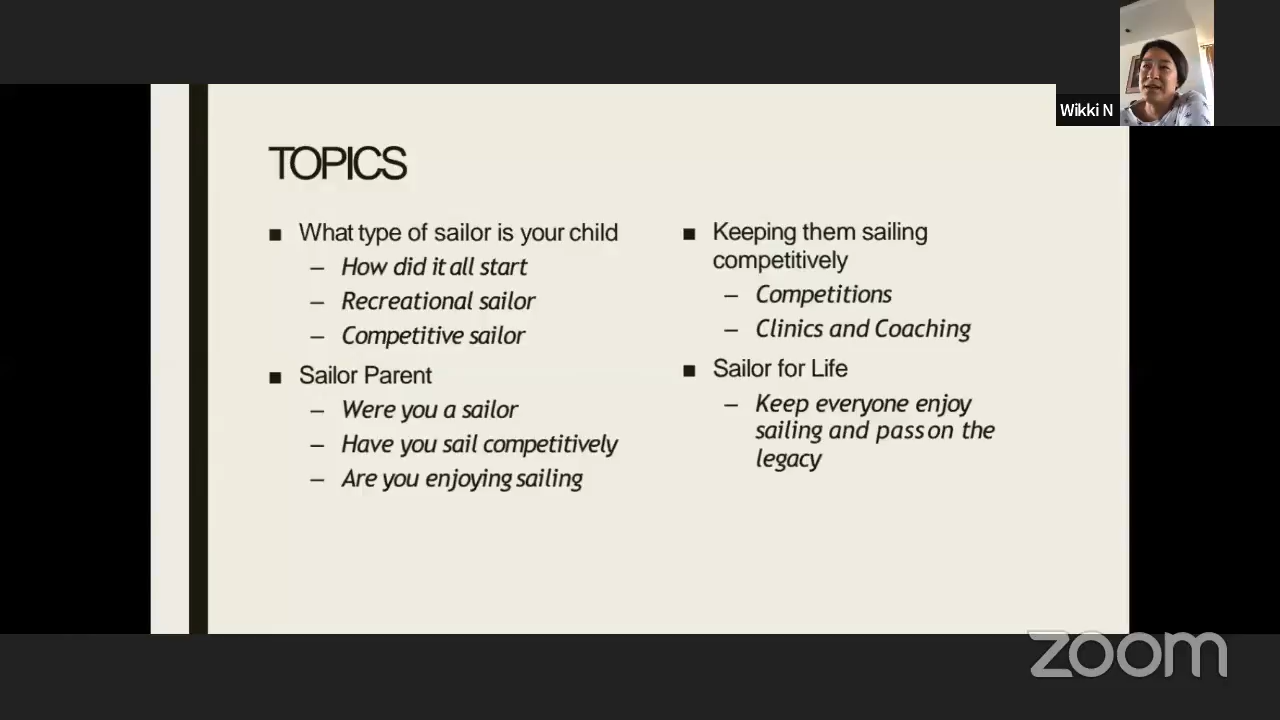 Wikki N
TOPICS
■ What type of sailor is your child
– How did it all start
– Recreational sailor
– Competitive sailor
■ Sailor Parent
– Were you a sailor
– Have you sail competitively
– Are you enjoying sailing
■ Keeping them sailing
competitively
– Competitions
– Clinics and Coaching
■ Sailor for Life
– Keep everyone enjoy
sailing and pass on the
legacy
zoom